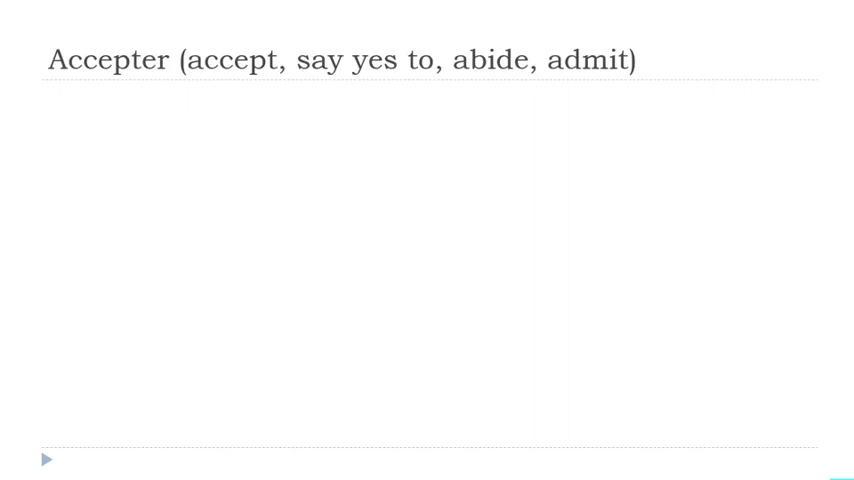 Accepter (accept, say yes to, abide, admit)